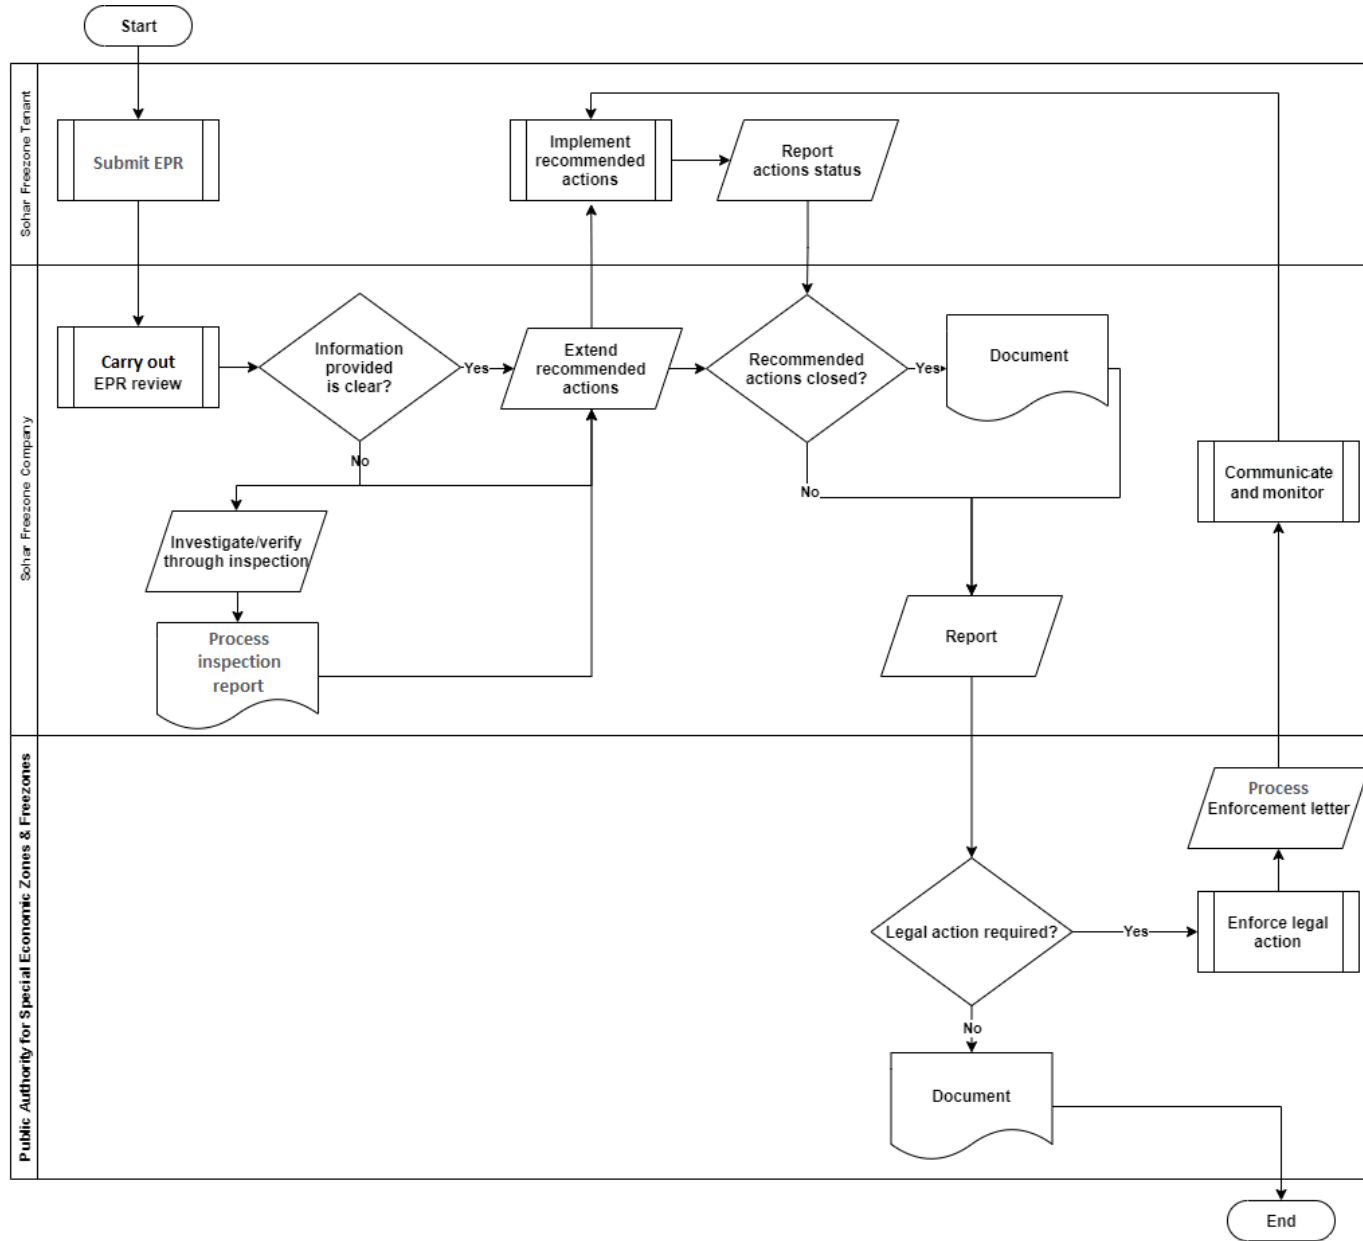 Start
Sohar Freezone Tenant
Submit EPR
Implement
recommended
actions
Report
actions status
Sohar Freezone Company
Carry out
EPR review
Information
provided
is clear?
Yes
Extend
recommended
actions
Recommended
actions closed?
Yes
Document
No
No
Investigate/verify
through inspection
Process
inspection
report
Communicate
and monitor
Report
Public Authority for Special Economic Zones & Freezones
Process
Enforcement letter
Legal action required?
Yes
Enforce legal
action
No
Document
End